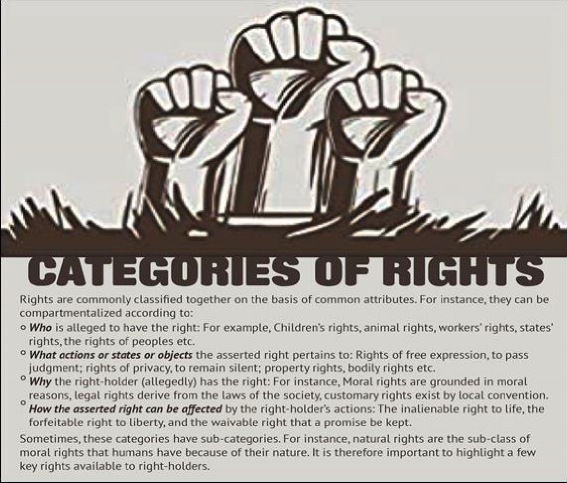 CATEGORIES OF RIGHTS
Rights are commonly classified together on the basis of common attributes. For instance, they can be
compartmentalized according to:
° Who is alleged to have the right: For example, Children's rights, animal rights, workers' rights, states'
rights, the rights of peoples etc.
° What actions or states or objects the asserted right pertains to: Rights of free expression, to pass
judgment; rights of privacy, to remain silent; property rights, bodily rights etc.
° Why the right-holder (allegedly) has the right: For instance, Moral rights are grounded in moral
reasons, legal rights derive from the laws of the society, customary rights exist by local convention.
° How the asserted right can be affected by the right-holder's actions: The inalienable right to life, the
forfeitable right to liberty, and the waivable right that a promise be kept.
Sometimes, these categories have sub-categories. For instance, natural rights are the sub-class of
moral rights that humans have because of their nature. It is therefore important to highlight a few
key rights available to right-holders.